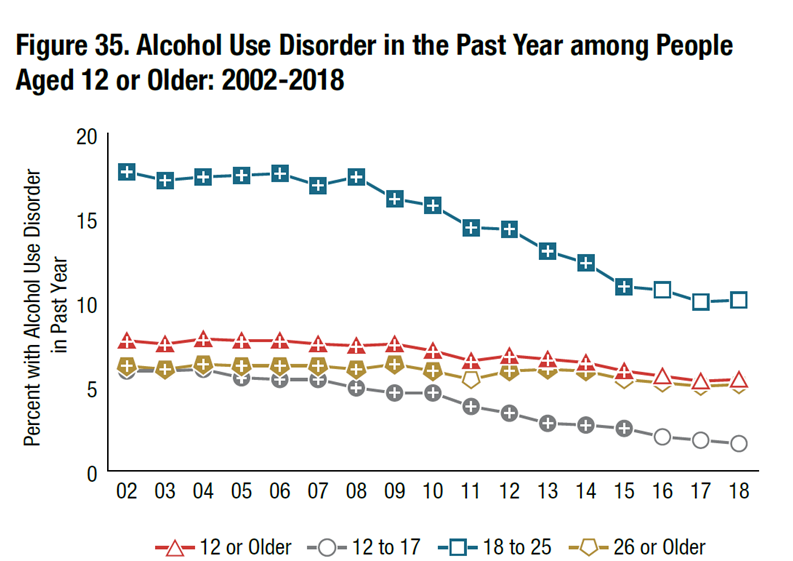 Figure 35. Alcohol Use Disorder in the Past Year among People
Aged 12 or Older: 2002-2018
Percent with Alcohol Use Disorder
in Past Year
20
15
10
5
0
02 03 04 05 06 07 08 09 10 11 12 13 14 15 16 17 18
12 or Older 12 to 17 18 to 25 26 or Older